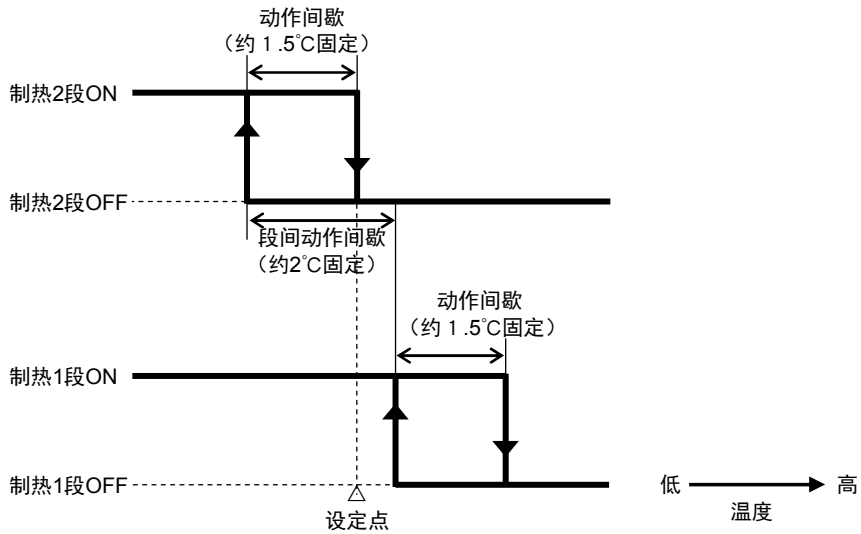 动作间歇
（约 1 .5℃固定）
制热2段ON
制热2段OFF
段间动作间歇
（约2℃固定）
动作间歇
（约 1 .5℃固定）
制热1段ON
制热1段OFF
设定点
低
高
温度